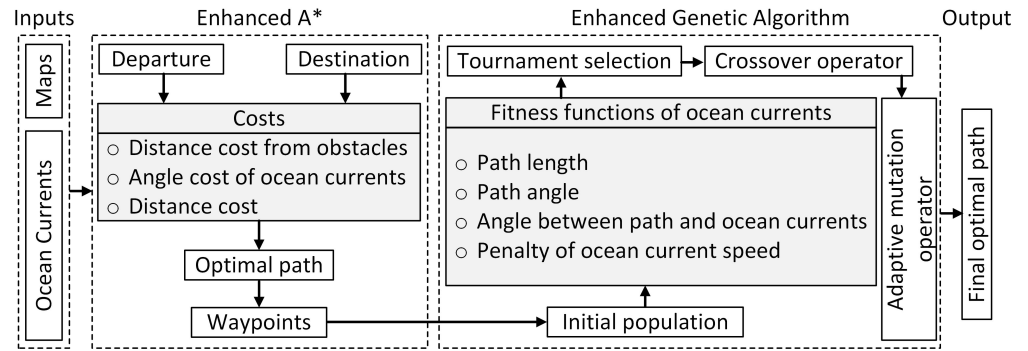 Inputs
Enhanced A*
Enhanced Genetic Algorithm
Output
Maps
Ocean Currents
Departure
Destination
Costs
○ Distance cost from obstacles
○ Angle cost of ocean currents
○ Distance cost
Optimal path
Waypoints
Tournament selection
Crossover operator
Fitness functions of ocean currents
○ Path length
○ Path angle
○ Angle between path and ocean currents
○ Penalty of ocean current speed
Initial population
Adaptive mutation
operator
Final optimal path